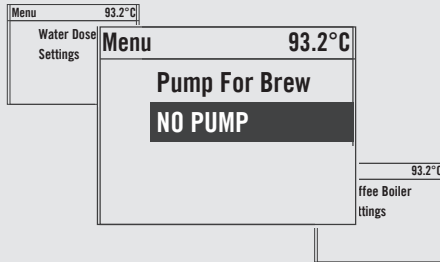 Menu 93.2°C
Water Dose
Settings
Menu 93.2°C
Pump For Brew
NO PUMP
93.2°C
ffee Boiler
ttings